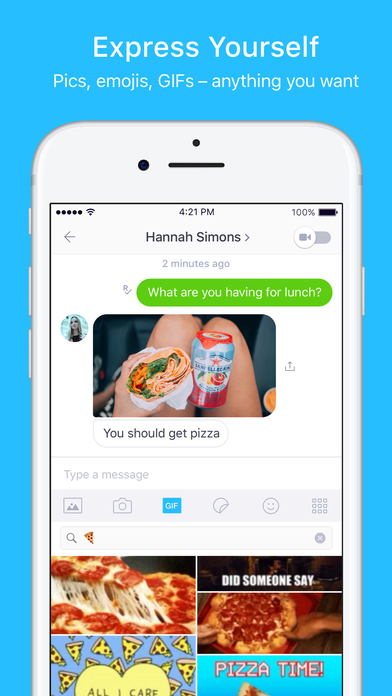 Express Yourself
Pics, emojis, GIFs – anything you want
4:21 PM
100%
Hannah Simons >
2 minutes ago
R
What are you having for lunch?
SANPELLEGRINO
You should get pizza
Type a message
GIF
DID SOMEONE SAY
ALL I CARE
PIZZA TIME!